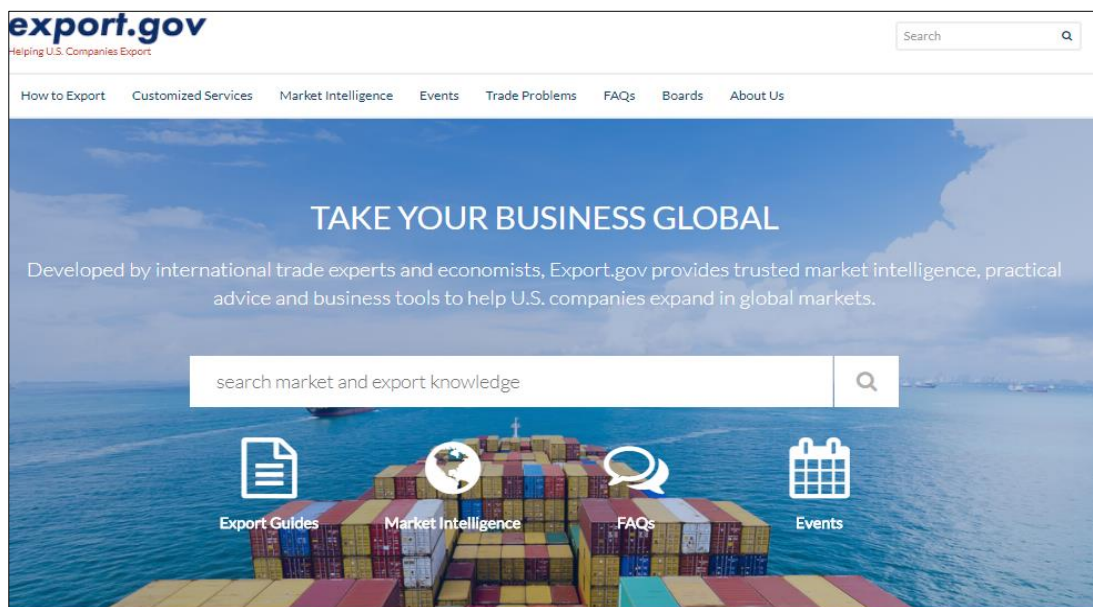 export.gov
Helping U.S. Companies Export
Search
How to Export Customized Services Market Intelligence Events Trade Problems FAQs Boards About Us
TAKE YOUR BUSINESS GLOBAL
Developed by international trade experts and economists, Export.gov provides trusted market intelligence, practical
advice and business tools to help U.S. companies expand in global markets.
search market and export knowledge
Export Guides Market Intelligence FAQs Events